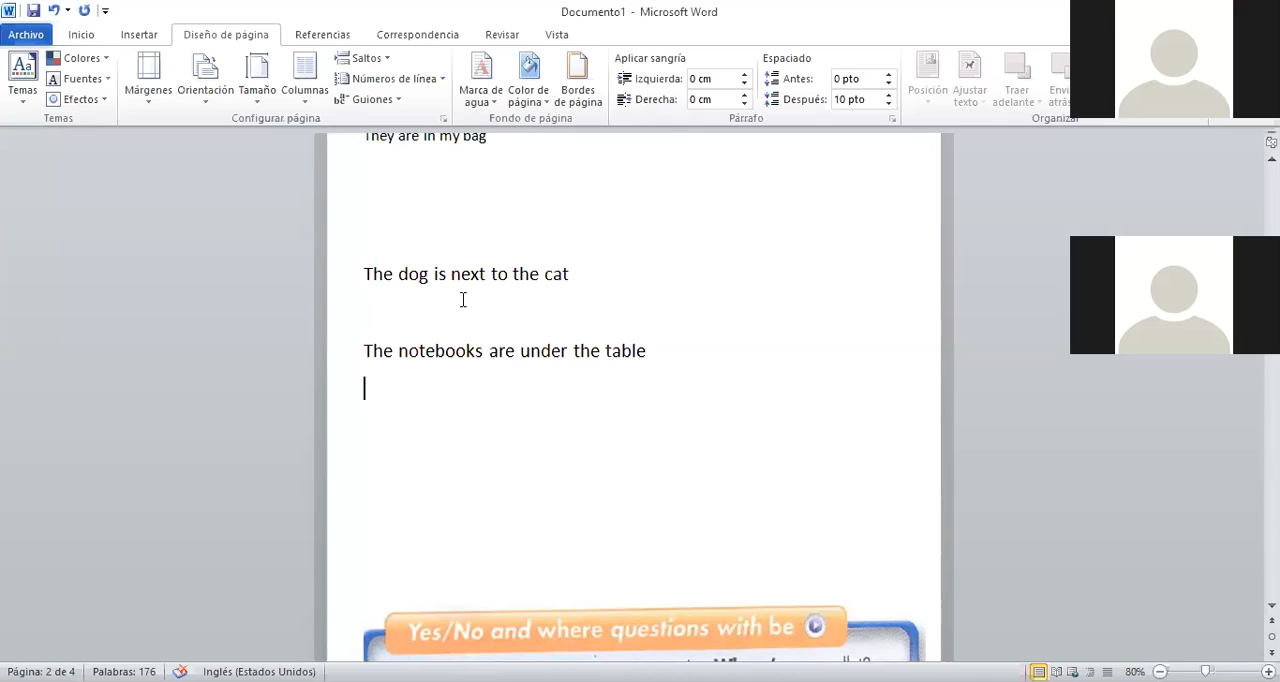 Documento1 - Microsoft Word
Archivo Inicio Insertar Diseño de página Referencias Correspondencia Revisar Vista
Temas
Colores
Fuentes
Efectos
Temas
Márgenes
Orientación
Tamaño
Columnas
Saltos
Números de línea
Guiones
Configurar página
Marca de agua
Color de página
Bordes de página
Fondo de página
Aplicar sangría
Izquierda: 0 cm
Derecha: 0 cm
Espaciado
Antes: 0 pto
Después: 10 pto
Párrafo
Posición
Ajustar texto
Traer adelante
Organizar
They are in my bag
The dog is next to the cat
The notebooks are under the table
Yes/No and where questions with be
Página: 2 de 4 Palabras: 176 Inglés (Estados Unidos) 80%